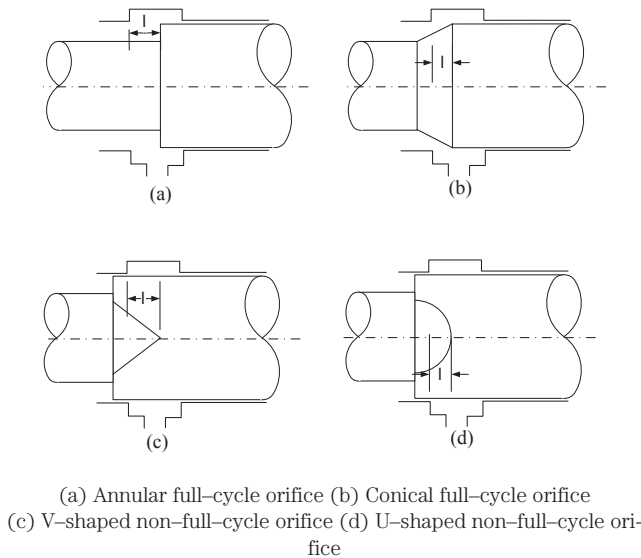 l
l
(a)
(b)
l
l
(c)
(d)
(a) Annular full–cycle orifice (b) Conical full–cycle orifice
(c) V–shaped non–full–cycle orifice (d) U–shaped non–full–cycle ori-
fice